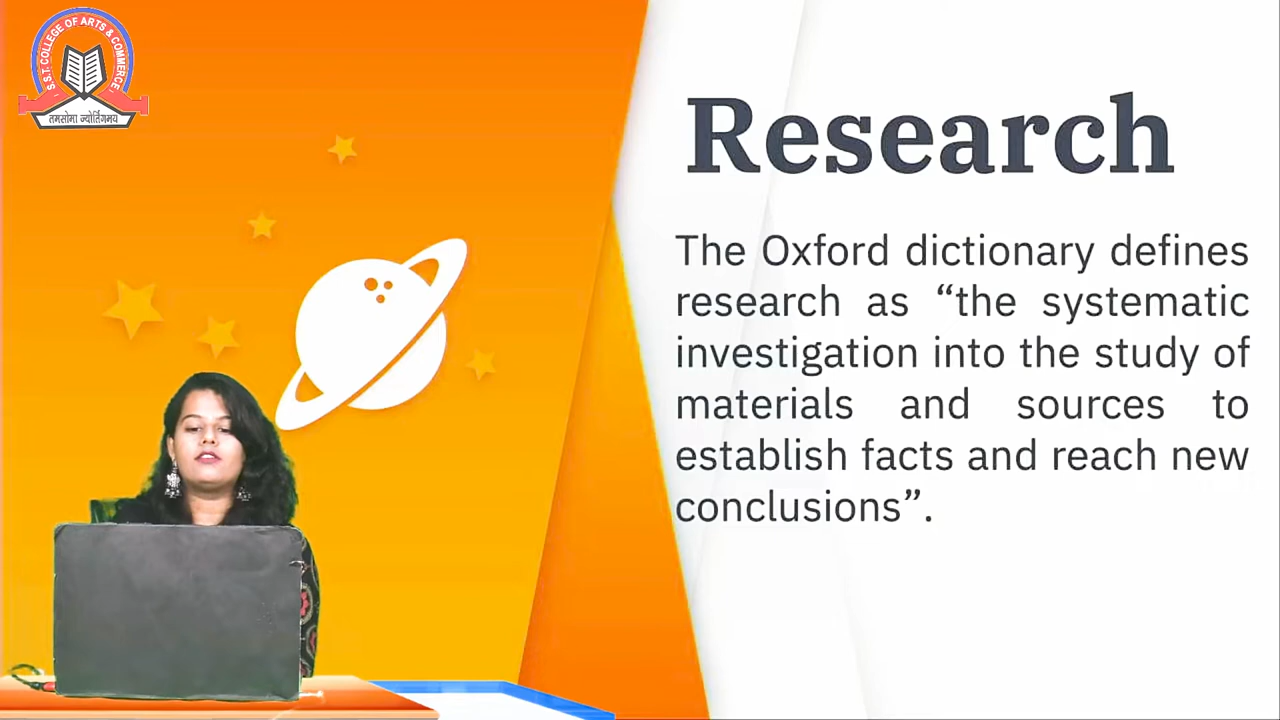 S.S.T. COLLEGE OF ARTS & COMMERCE
तमसोमा ज्योर्तिगमय
Research
The Oxford dictionary defines
research as “the systematic
investigation into the study of
materials and sources to
establish facts and reach new
conclusions”.